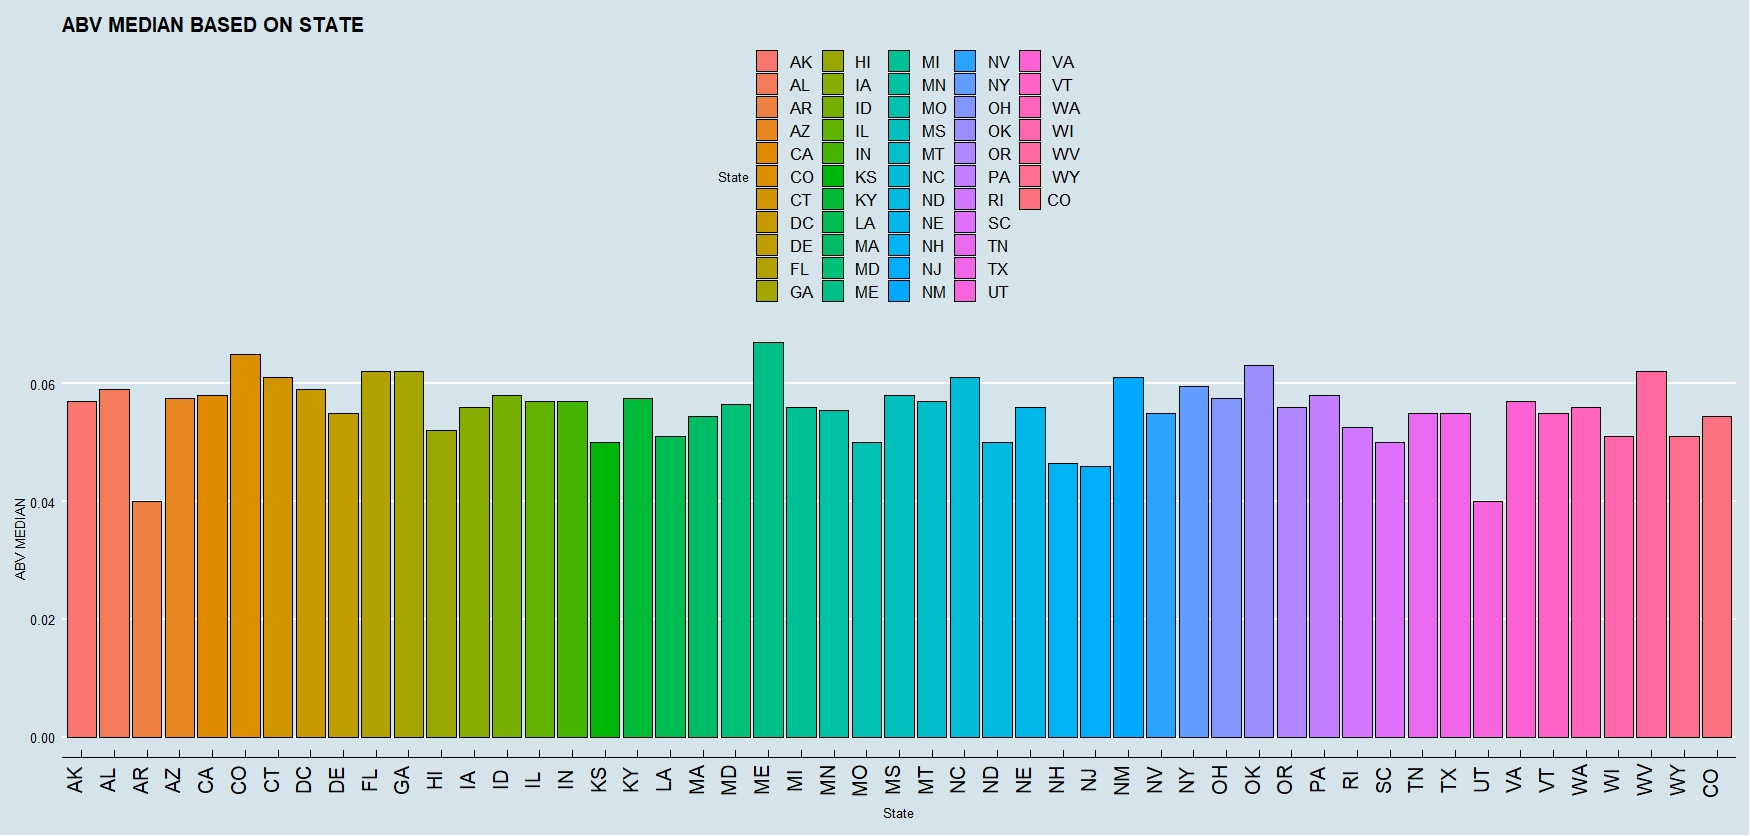 ABV MEDIAN BASED ON STATE
AK HI MI NV VA
AL IA MN NY VT
AR ID MO OH WA
AZ IL MS OK WI
CA IN MT OR WV
State CO KS NC PA WY
CT KY ND RI CO
DC LA NE SC
DE MA NH TN
FL MD NJ TX
GA ME NM UT
0.06
0.04
0.02
0.00
ABV MEDIAN
AK AL AR AZ CA CO CT DC DE FL GA HI IA ID IL IN KS KY LA MA MD ME MI MN MO MS MT NC ND NE NH NJ NM NV NY OH OK OR PA RI SC TN TX UT VA VT WA WI WV WY CO
State